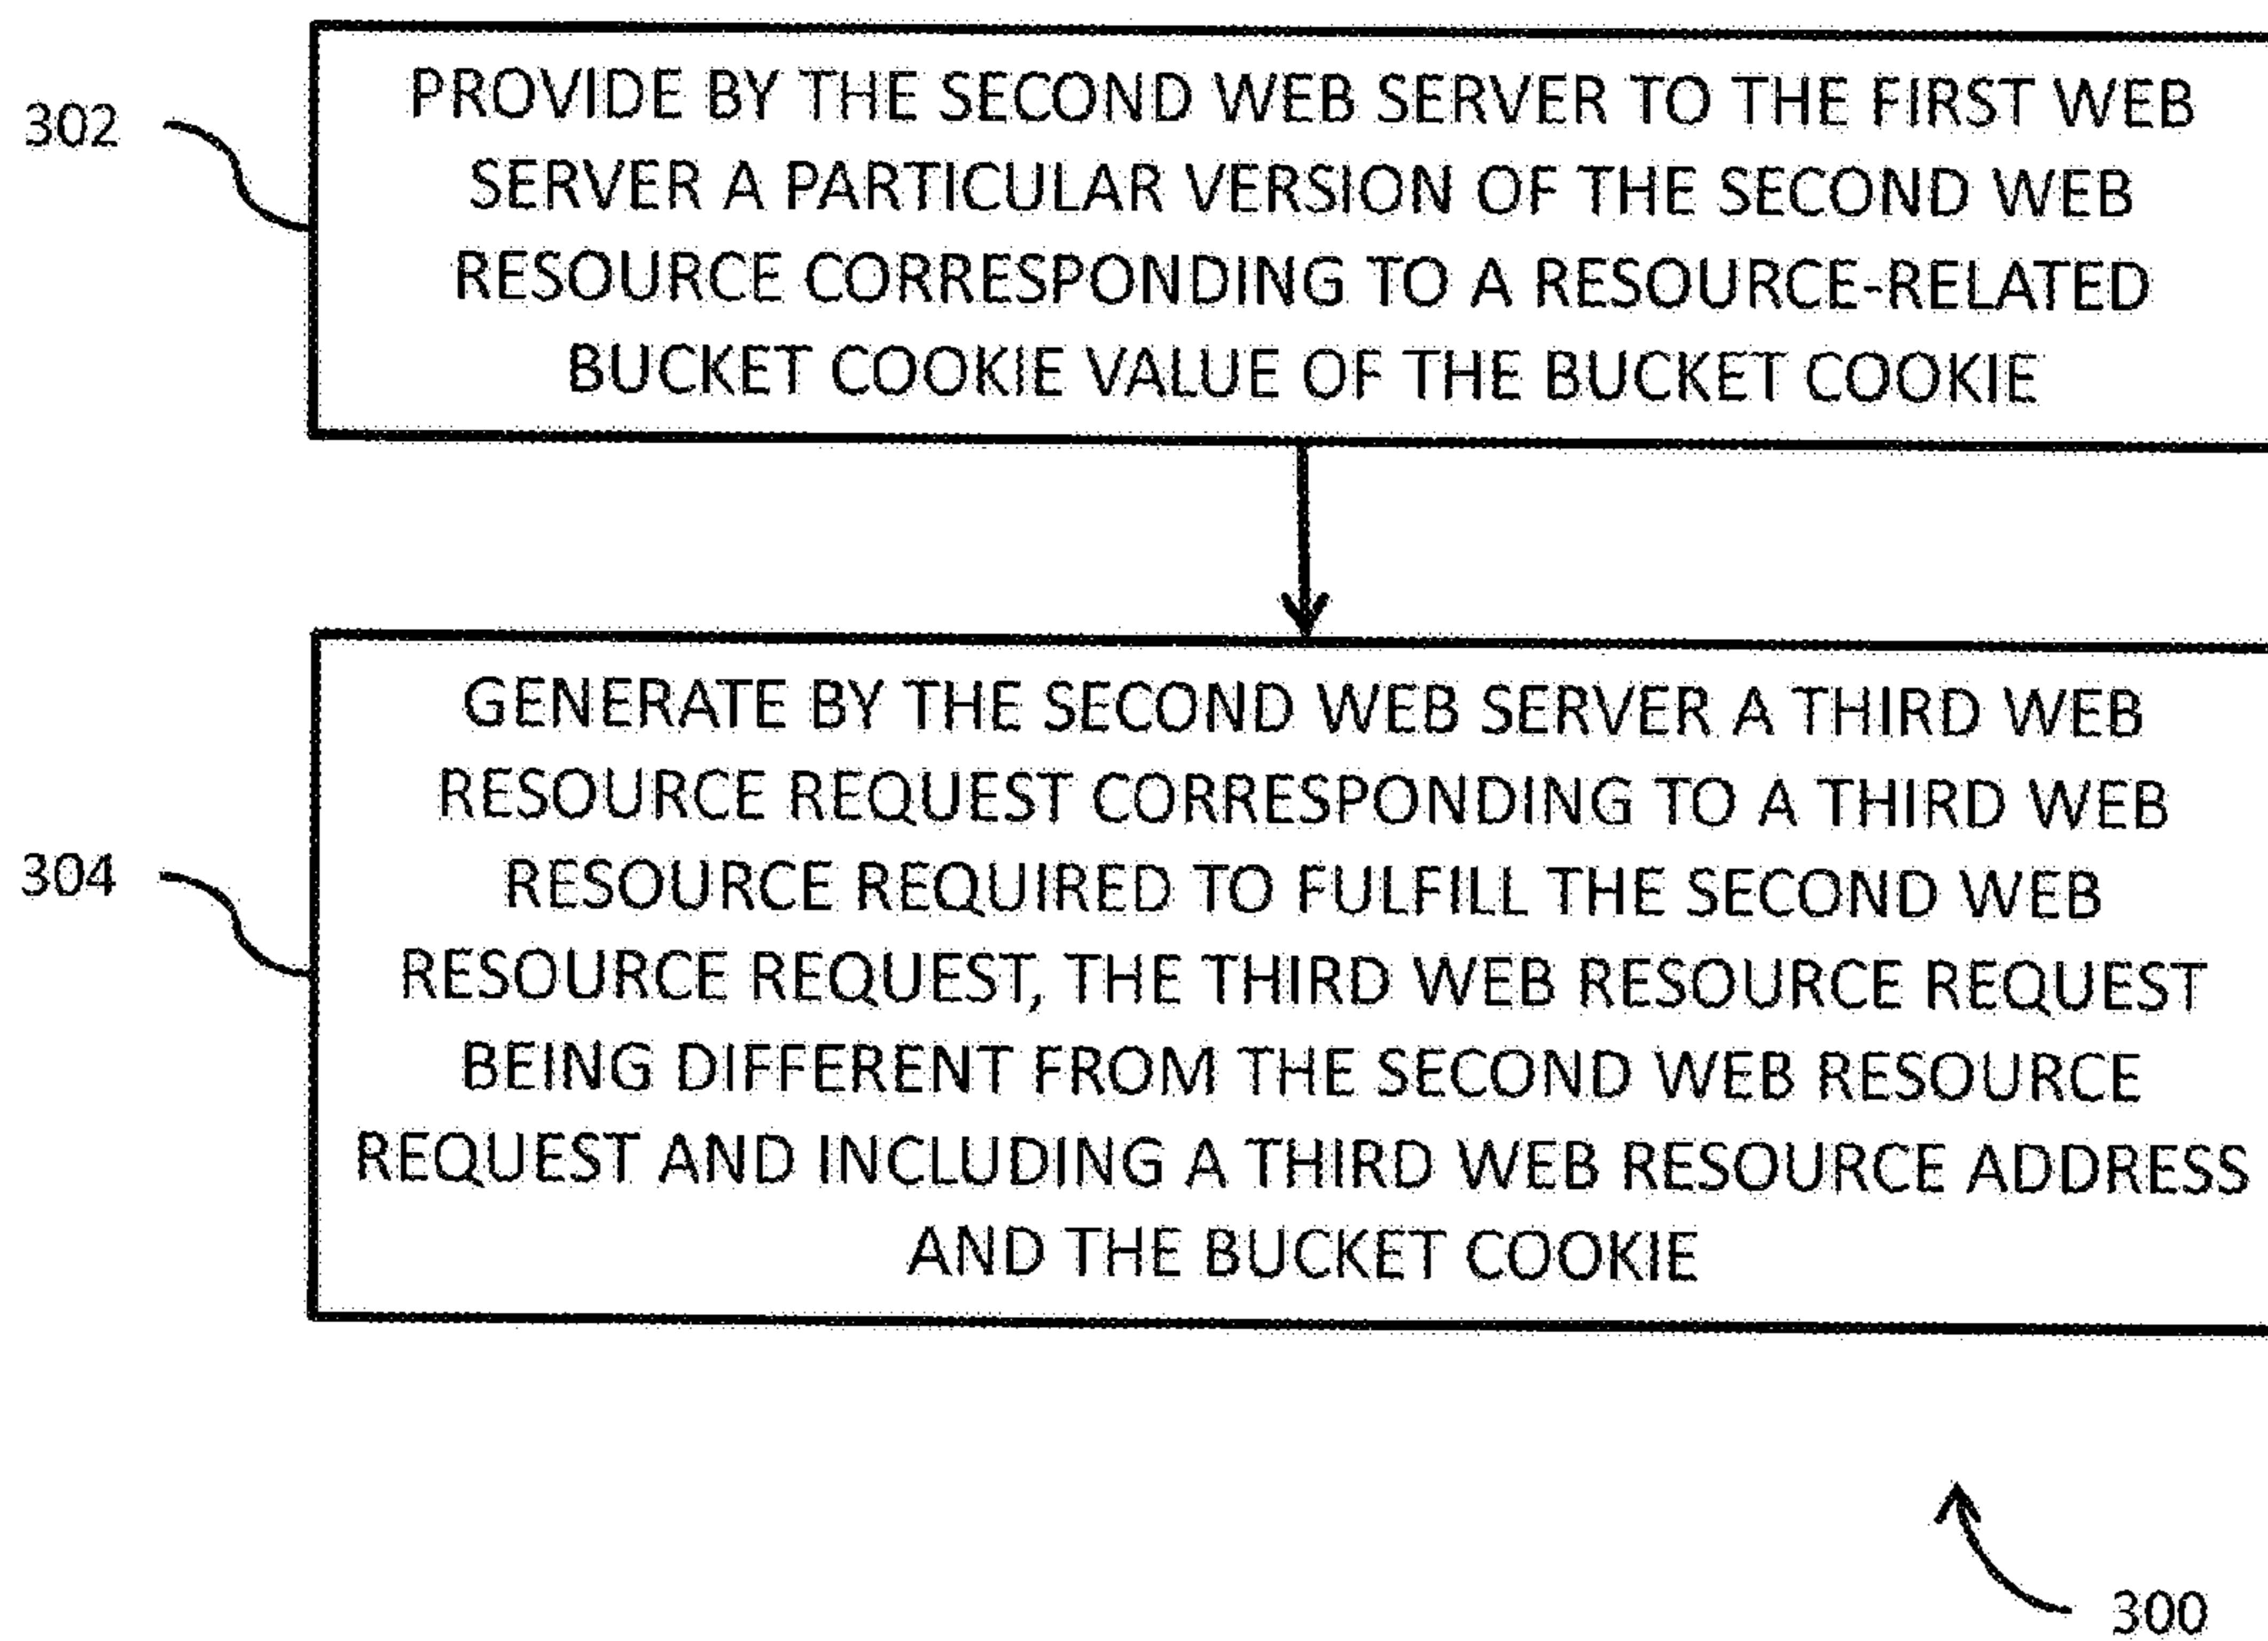 302
PROVIDE BY THE SECOND WEB SERVER TO THE FIRST WEB
SERVER A PARTICULAR VERSION OF THE SECOND WEB
RESOURCE CORRESPONDING TO A RESOURCE-RELATED
BUCKET COOKIE VALUE OF THE BUCKET COOKIE
304
GENERATE BY THE SECOND WEB SERVER A THIRD WEB
RESOURCE REQUEST CORRESPONDING TO A THIRD WEB
RESOURCE REQUIRED TO FULFILL THE SECOND WEB
RESOURCE REQUEST, THE THIRD WEB RESOURCE REQUEST
BEING DIFFERENT FROM THE SECOND WEB RESOURCE
REQUEST AND INCLUDING A THIRD WEB RESOURCE ADDRESS
AND THE BUCKET COOKIE
300